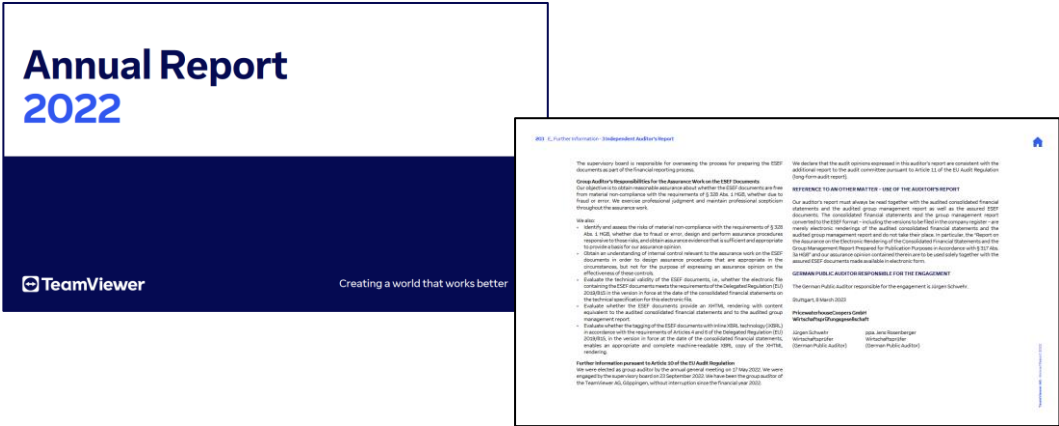 Annual Report
2022
TeamViewer
Creating a world that works better
203 E_Further Information - 3 Independent Auditor's Report
The supervisory board is responsible for overseeing the process for preparing the ESEF
documents as part of the financial reporting process.
Group Auditor's Responsibilities for the Assurance Work on the ESEF Documents
Our objective is to obtain reasonable assurance about whether the ESEF documents are free
from material non-compliance with the requirements of § 328 Abs. 1 HGB, whether due to
fraud or error. We exercise professional judgment and maintain professional scepticism
throughout the assurance work.
We also:
• Identify and assess the risks of material non-compliance with the requirements of § 328
Abs. 1 HGB, whether due to fraud or error, design and perform assurance procedures
responsive to those risks, and obtain assurance evidence that is sufficient and appropriate
to provide a basis for our assurance opinion.
• Obtain an understanding of internal control relevant to the assurance work on the ESEF
documents in order to design assurance procedures that are appropriate in the
circumstances, but not for the purpose of expressing an assurance opinion on the
effectiveness of these controls.
• Evaluate the technical validity of the ESEF documents, i.e., whether the electronic file
containing the ESEF documents meets the requirements of the Delegated Regulation (EU)
2019/815 in the version in force at the date of the consolidated financial statements on
the technical specification for this electronic file.
• Evaluate whether the ESEF documents provide an XHTML rendering with content
equivalent to the audited consolidated financial statements and to the audited group
management report.
• Evaluate whether the tagging of the ESEF documents with inline XBRL technology (iXBRL)
in accordance with the requirements of Articles 4 and 6 of the Delegated Regulation (EU)
2019/815, in the version in force at the date of the consolidated financial statements,
enables an appropriate and complete machine-readable XBRL copy of the XHTML
rendering.
Further Information pursuant to Article 10 of the EU Audit Regulation
We were elected as group auditor by the annual general meeting on 17 May 2022. We were
engaged by the supervisory board on 23 September 2022. We have been the group auditor of
the TeamViewer AG, Göppingen, without interruption since the financial year 2022.
We declare that the audit opinions expressed in this auditor's report are consistent with the
additional report to the audit committee pursuant to Article 11 of the EU Audit Regulation
(long-form audit report).
REFERENCE TO AN OTHER MATTER – USE OF THE AUDITOR'S REPORT
Our auditor's report must always be read together with the audited consolidated financial
statements and the audited group management report as well as the assured ESEF
documents. The consolidated financial statements and the group management report
converted to the ESEF format – including the versions to be filed in the company register – are
merely electronic renderings of the audited consolidated financial statements and the
audited group management report and do not take their place. In particular, the "Report on
the Assurance on the Electronic Rendering of the Consolidated Financial Statements and the
Group Management Report Prepared for Publication Purposes in Accordance with § 317 Abs.
3a HGB" and our assurance opinion contained therein are to be used solely together with the
assured ESEF documents made available in electronic form.
GERMAN PUBLIC AUDITOR RESPONSIBLE FOR THE ENGAGEMENT
The German Public Auditor responsible for the engagement is Jürgen Schwehr.
Stuttgart, 8 March 2023
PricewaterhouseCoopers GmbH
Wirtschaftsprüfungsgesellschaft
Jürgen Schwehr ppa. Jens Rosenberger
Wirtschaftsprüfer Wirtschaftsprüfer
(German Public Auditor) (German Public Auditor)
TeamViewer SE - Annual Report 2022